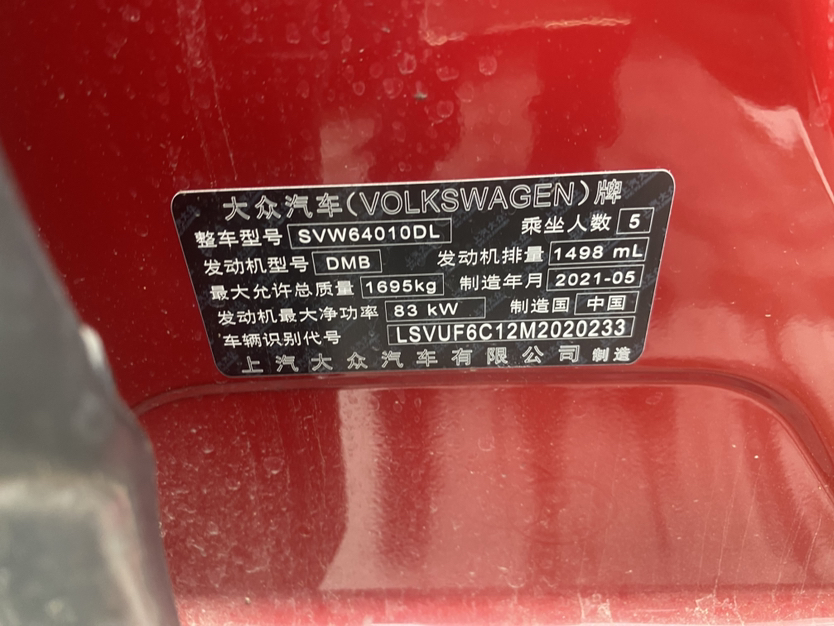 大众汽车(VOLKSWAGEN)牌
整车型号 SVW64010DL 乘坐人数 5
发动机型号 DMB 发动机排量 1498 mL
最大允许总质量 1695kg 制造年月 2021-05
发动机最大净功率 83 kW 制造国 中国
车辆识别代号 LSVUF6C12M2020233
上汽大众汽车有限公司 制造